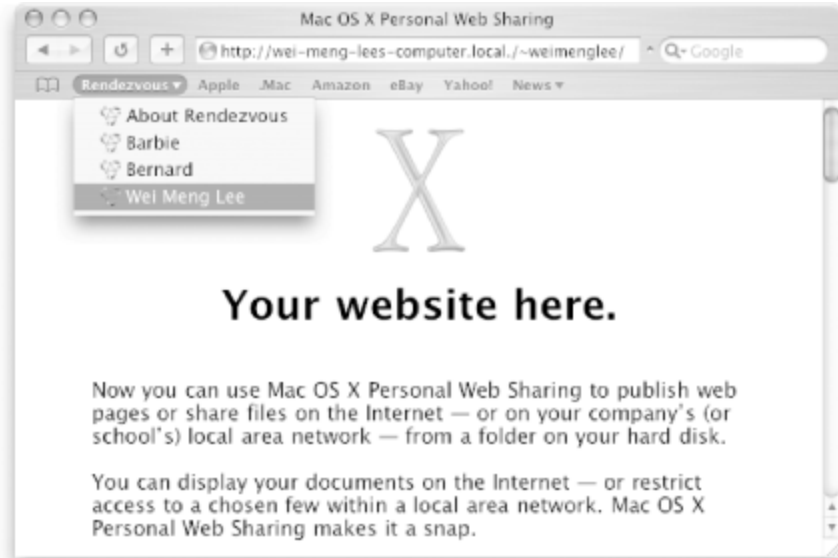 Mac OS X Personal Web Sharing
http://wei-meng-lees-computer.local./~weimenglee/
Google
Rendezvous Apple .Mac Amazon eBay Yahoo! News
About Rendezvous
Barbie
Bernard
Wei Meng Lee
X
Your website here.
Now you can use Mac OS X Personal Web Sharing to publish web
pages or share files on the Internet — or on your company's (or
school's) local area network — from a folder on your hard disk.
You can display your documents on the Internet — or restrict
access to a chosen few within a local area network. Mac OS X
Personal Web Sharing makes it a snap.